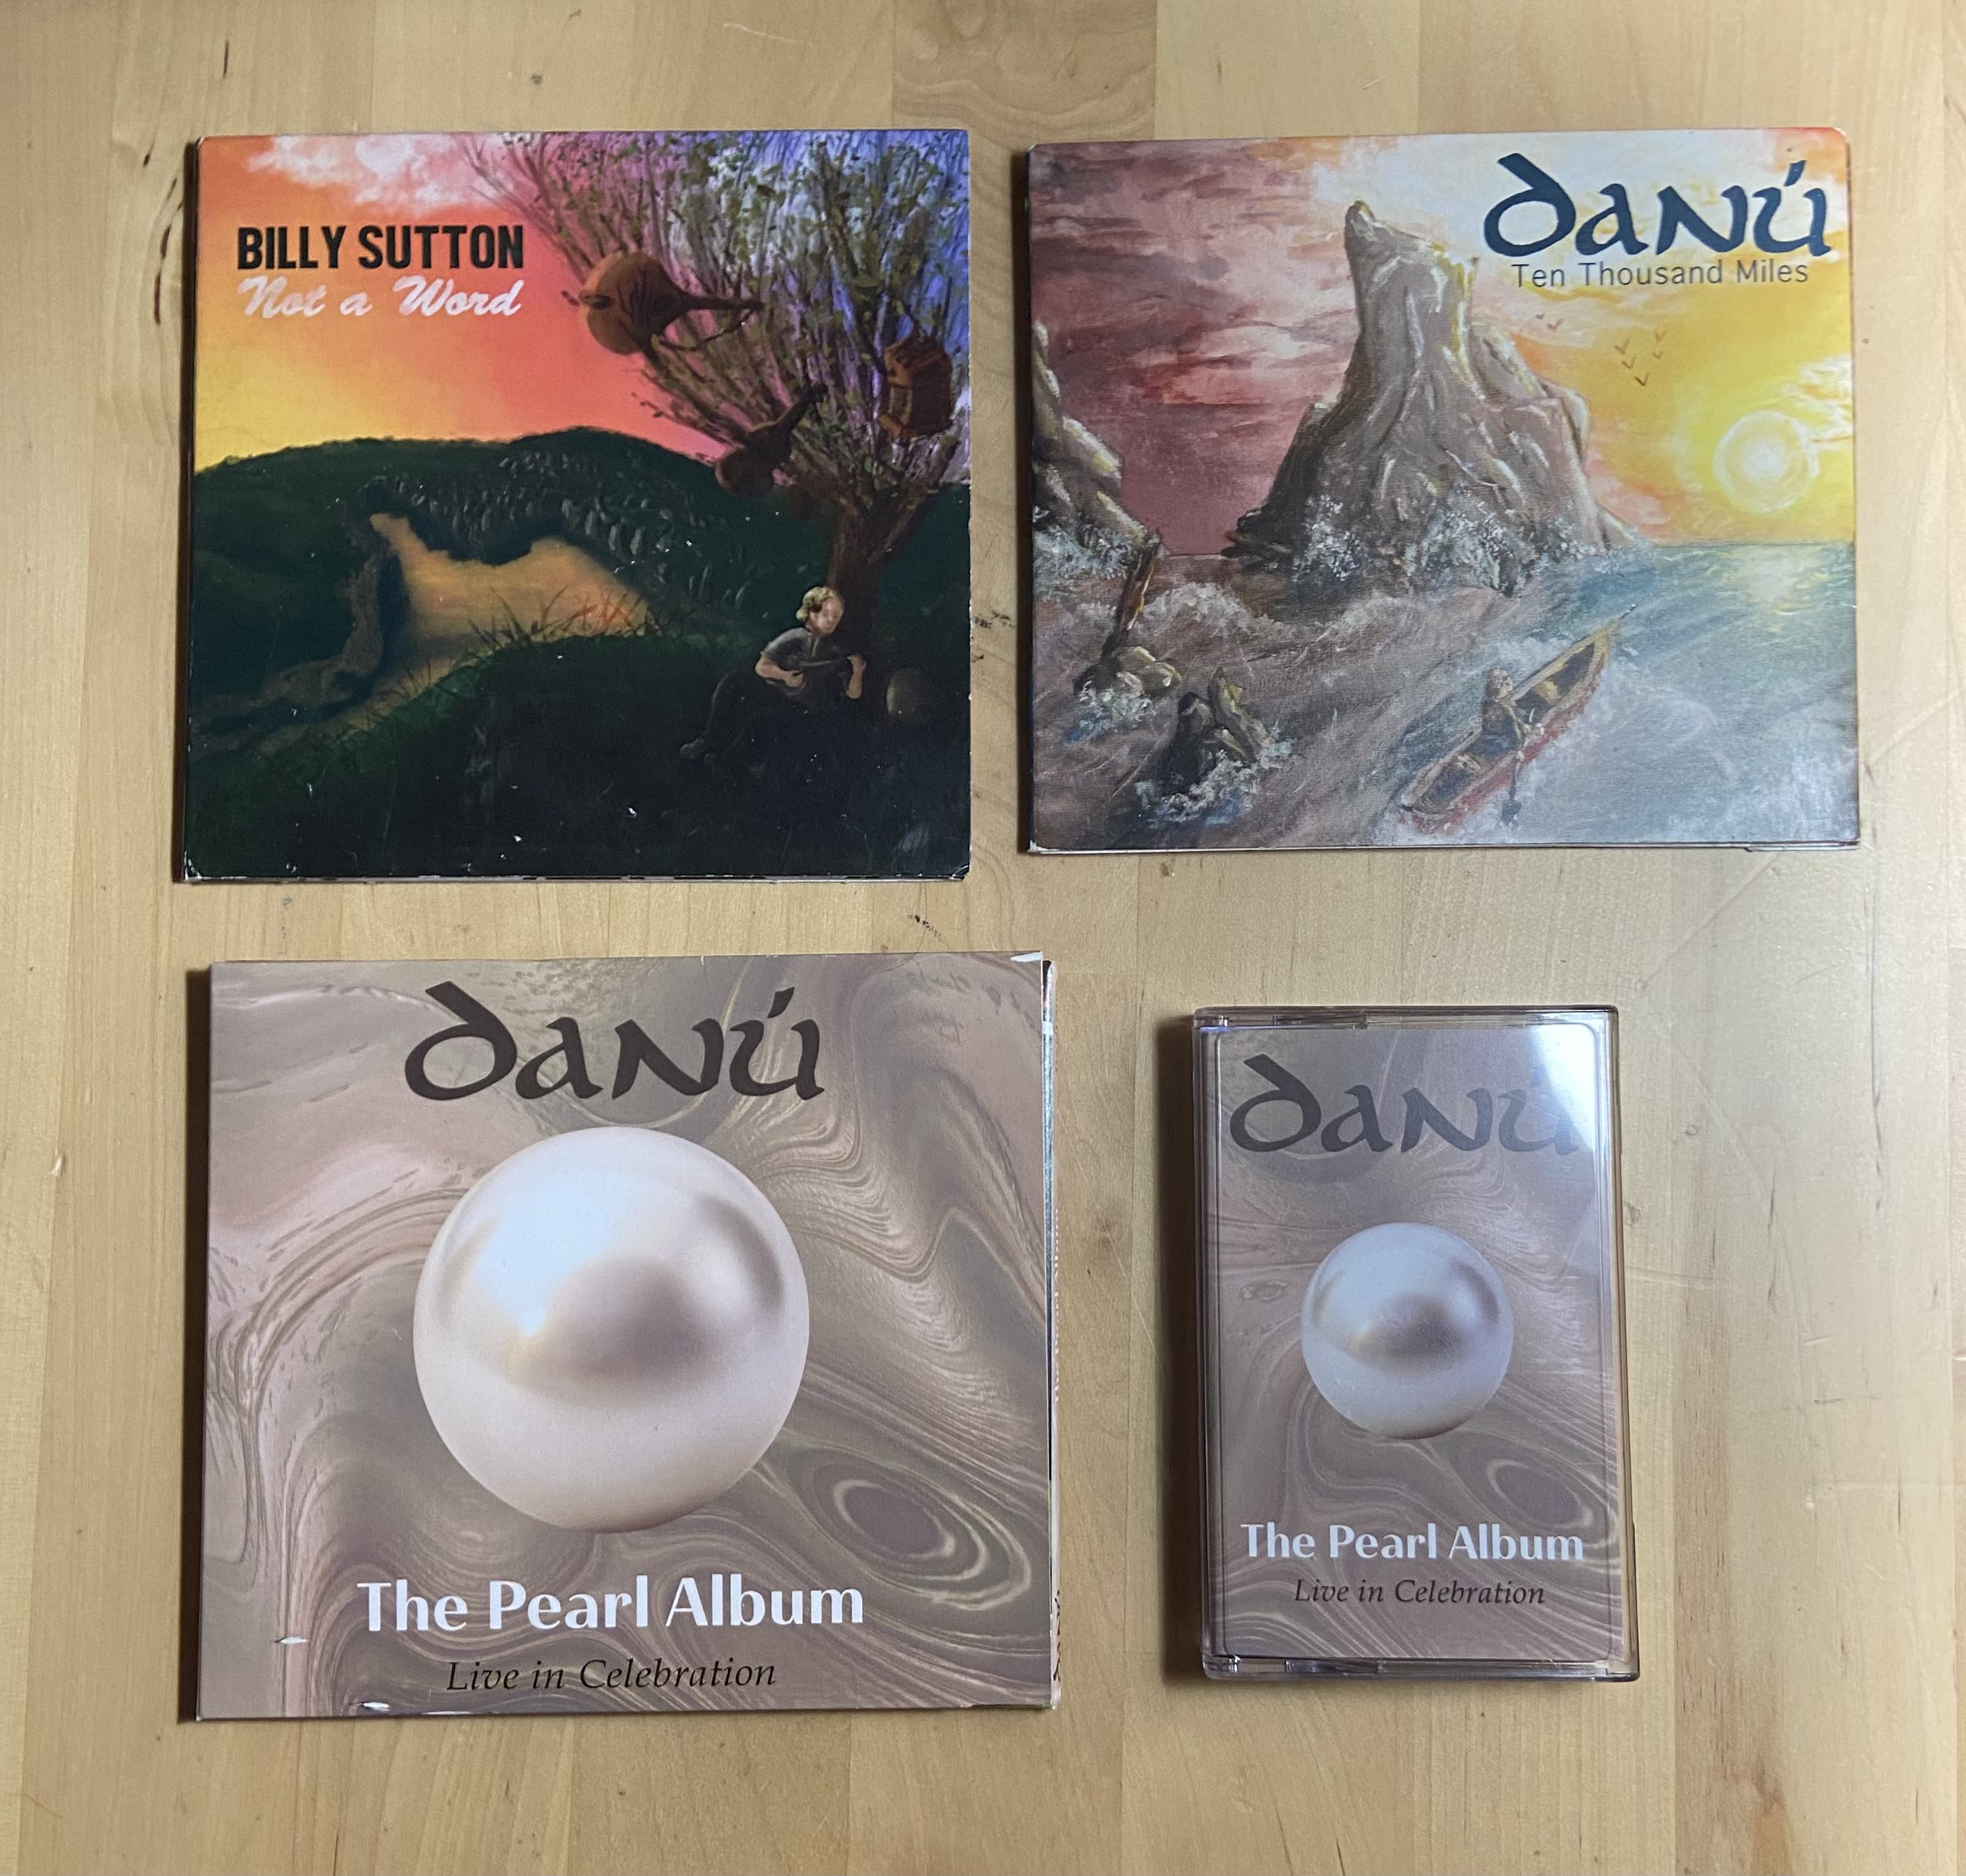 BILLY SUTTON
Not a Word
Danú
Ten Thousand Miles
Danú
The Pearl Album
Live in Celebration
Danú
The Pearl Album
Live in Celebration